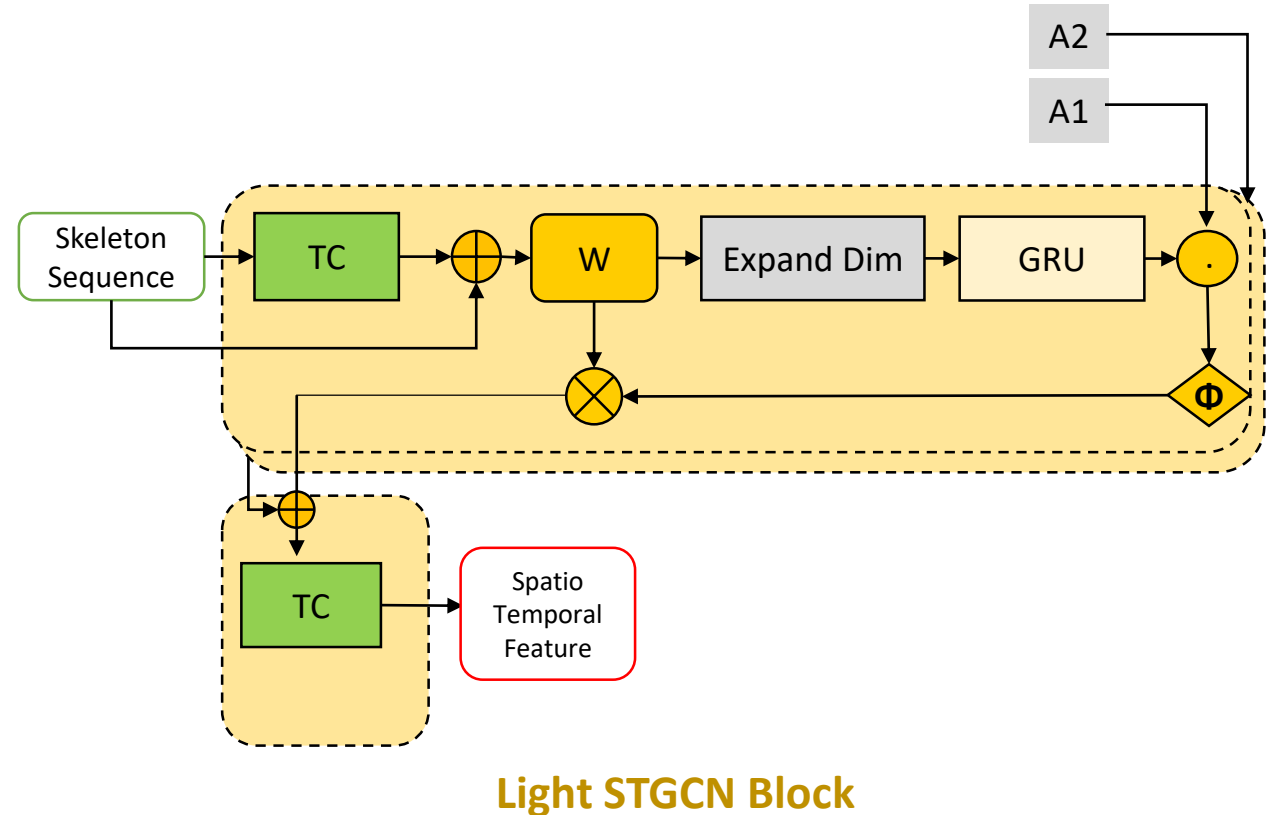 A2
A1
Skeleton
Sequence
TC
W
Expand Dim
GRU
.
Φ
TC
Spatio
Temporal
Feature
Light STGCN Block